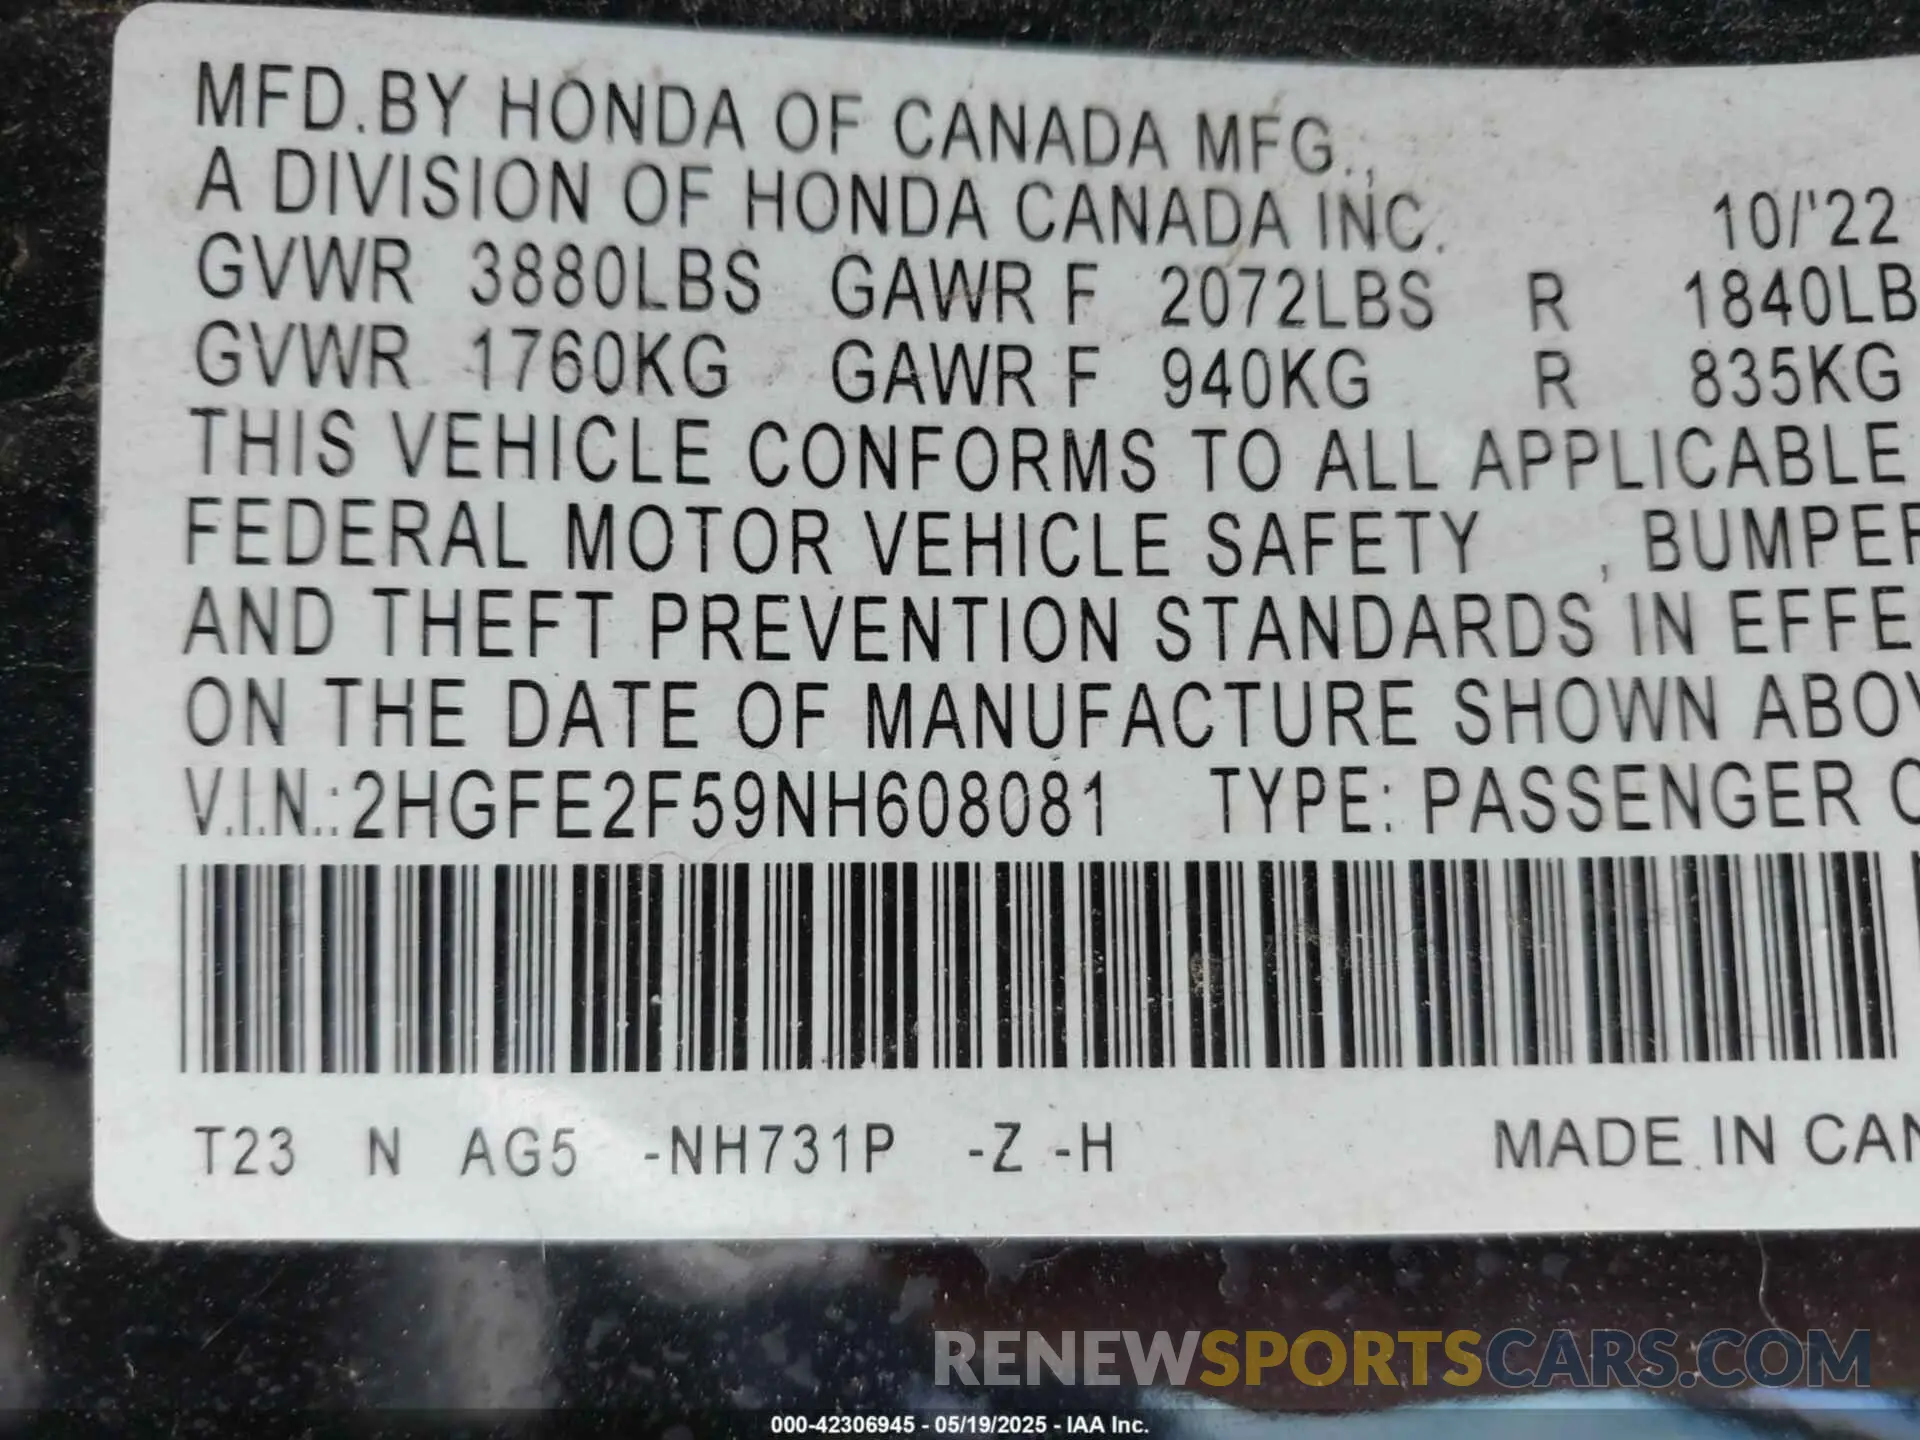 MFD.BY HONDA OF CANADA MFG.,
A DIVISION OF HONDA CANADA INC. 10/'22
GVWR 3880LBS GAWR F 2072LBS R 1840LB
GVWR 1760KG GAWR F 940KG R 835KG
THIS VEHICLE CONFORMS TO ALL APPLICABLE
FEDERAL MOTOR VEHICLE SAFETY , BUMPER
AND THEFT PREVENTION STANDARDS IN EFFE
ON THE DATE OF MANUFACTURE SHOWN ABOV
V.I.N.:2HGFE2F59NH608081 TYPE: PASSENGER C
T23 N AG5 -NH731P -Z -H MADE IN CAN
RENEWSPORTSCARS.COM
000-42306945 - 05/19/2025 - IAA Inc.